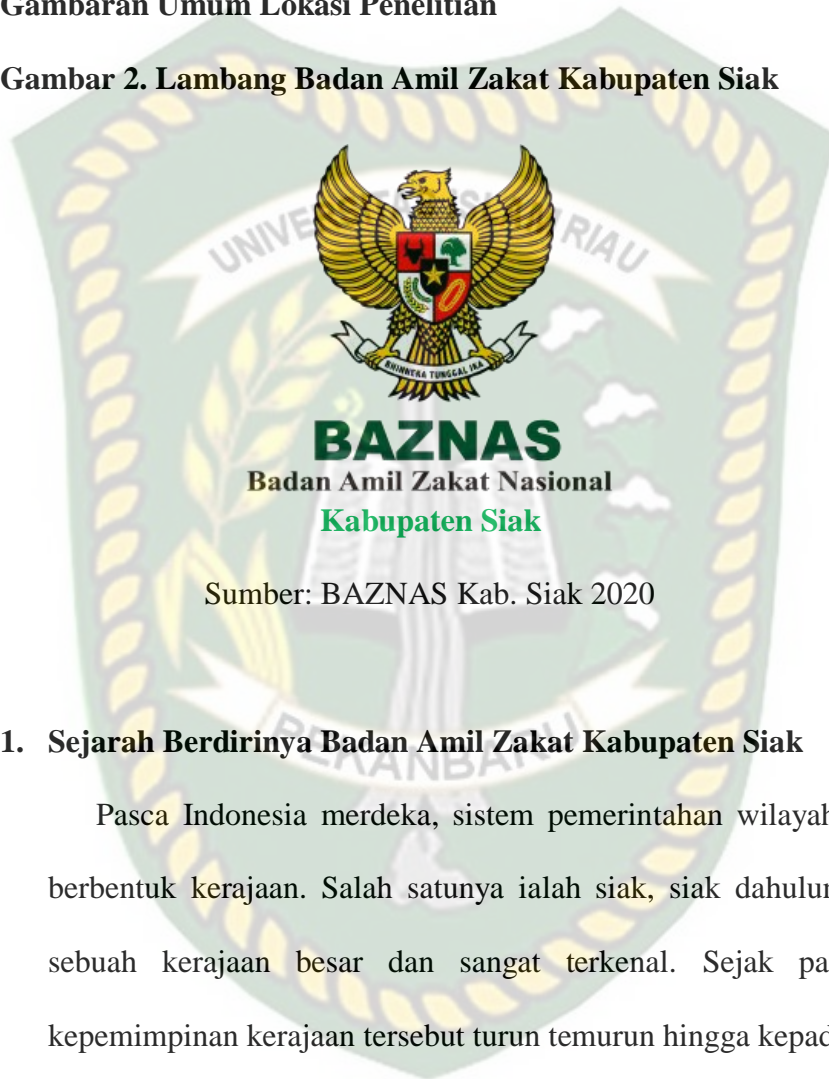 Gambaran Umum Lokasi Penelitian
Gambar 2. Lambang Badan Amil Zakat Kabupaten Siak
RIAU
BHINNEKA TUNGGAL IKA
BAZNAS
Badan Amil Zakat Nasional
Kabupaten Siak
Sumber: BAZNAS Kab. Siak 2020
1. Sejarah Berdirinya Badan Amil Zakat Kabupaten Siak
Pasca Indonesia merdeka, sistem pemerintahan wilayah
berbentuk kerajaan. Salah satunya ialah siak, siak
sebuah kerajaan besar dan sangat terkenal. Sejak
kepemimpinan kerajaan tersebut turun temurun hingga